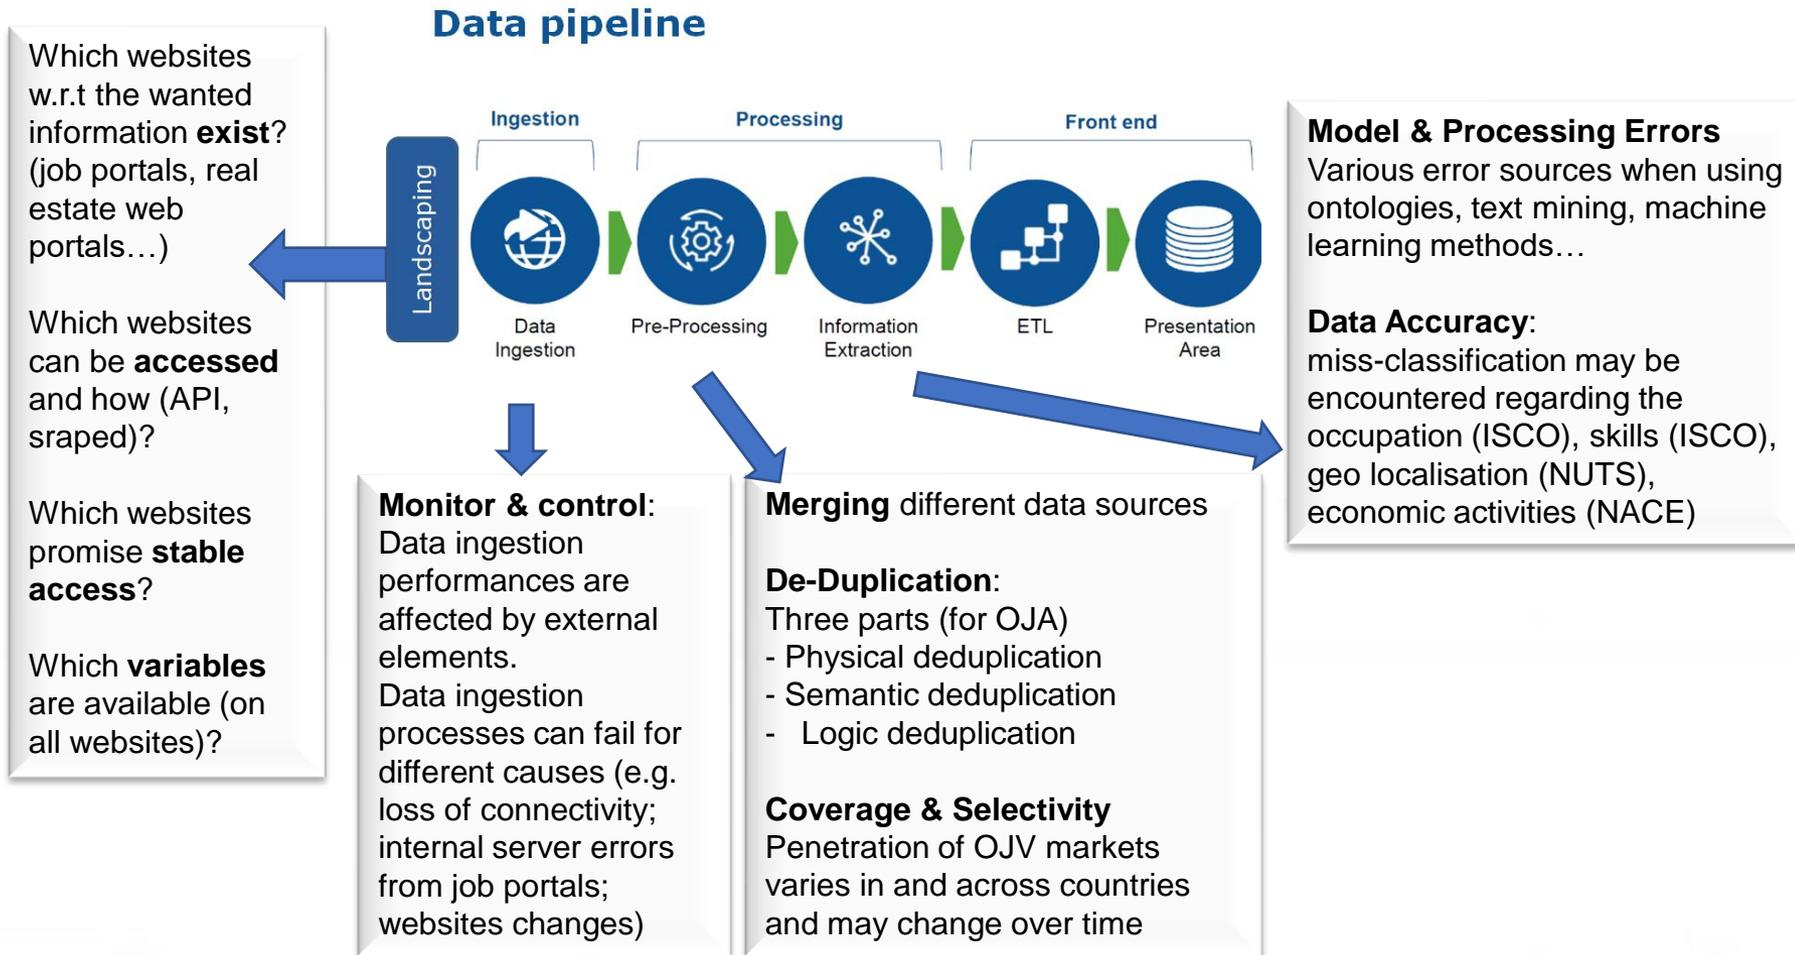 Data pipeline
Which websites
w.r.t the wanted
information exist?
(job portals, real
estate web
portals…)
Which websites
can be accessed
and how (API,
sraped)?
Which websites
promise stable
access?
Which variables
are available (on
all websites)?
Landscaping
Ingestion
Processing
Front end
Data
Ingestion
Pre-Processing
Information
Extraction
ETL
Presentation
Area
Monitor & control:
Data ingestion
performances are
affected by external
elements.
Data ingestion
processes can fail for
different causes (e.g.
loss of connectivity;
internal server errors
from job portals;
websites changes)
Merging different data sources
De-Duplication:
Three parts (for OJA)
- Physical deduplication
- Semantic deduplication
- Logic deduplication
Coverage & Selectivity
Penetration of OJV markets
varies in and across countries
and may change over time
Model & Processing Errors
Various error sources when using
ontologies, text mining, machine
learning methods…
Data Accuracy:
miss-classification may be
encountered regarding the
occupation (ISCO), skills (ISCO),
geo localisation (NUTS),
economic activities (NACE)